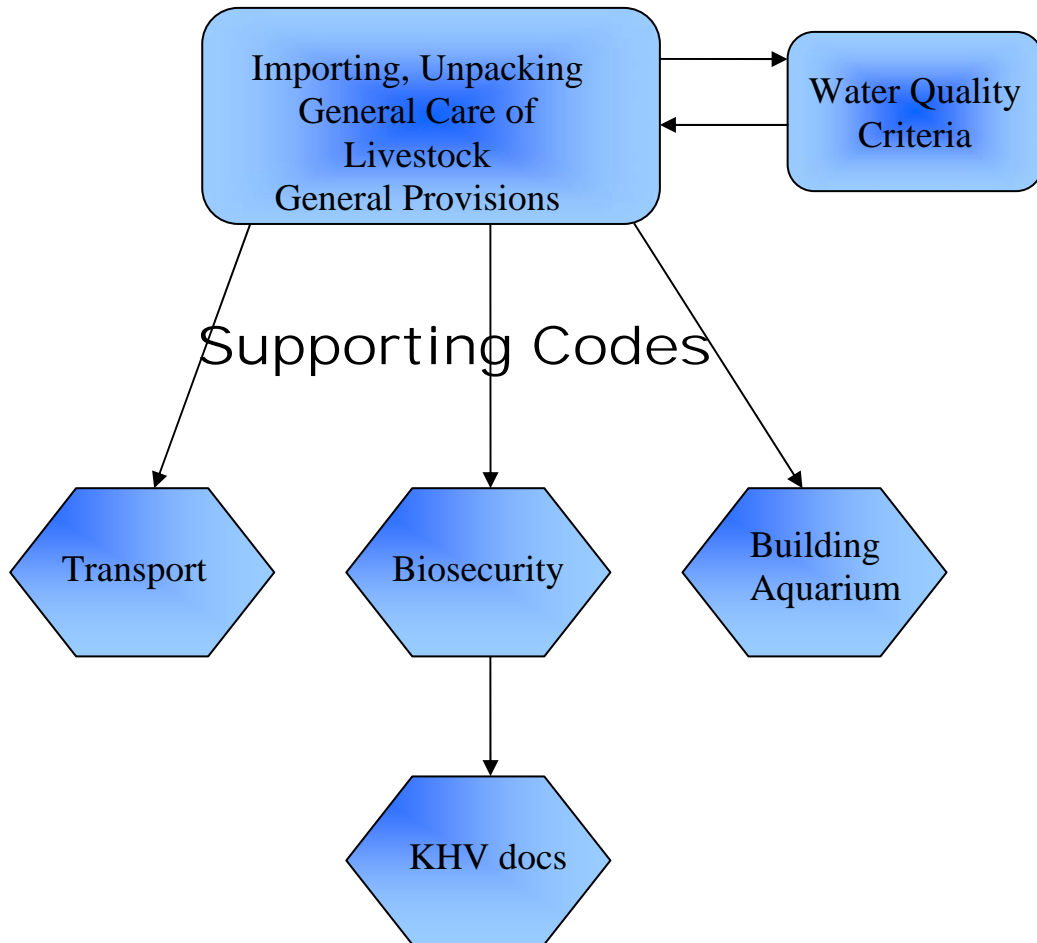 Importing, Unpacking
General Care of
Livestock
General Provisions
Water Quality
Criteria
Supporting Codes
Transport
Biosecurity
Building
Aquarium
KHV docs